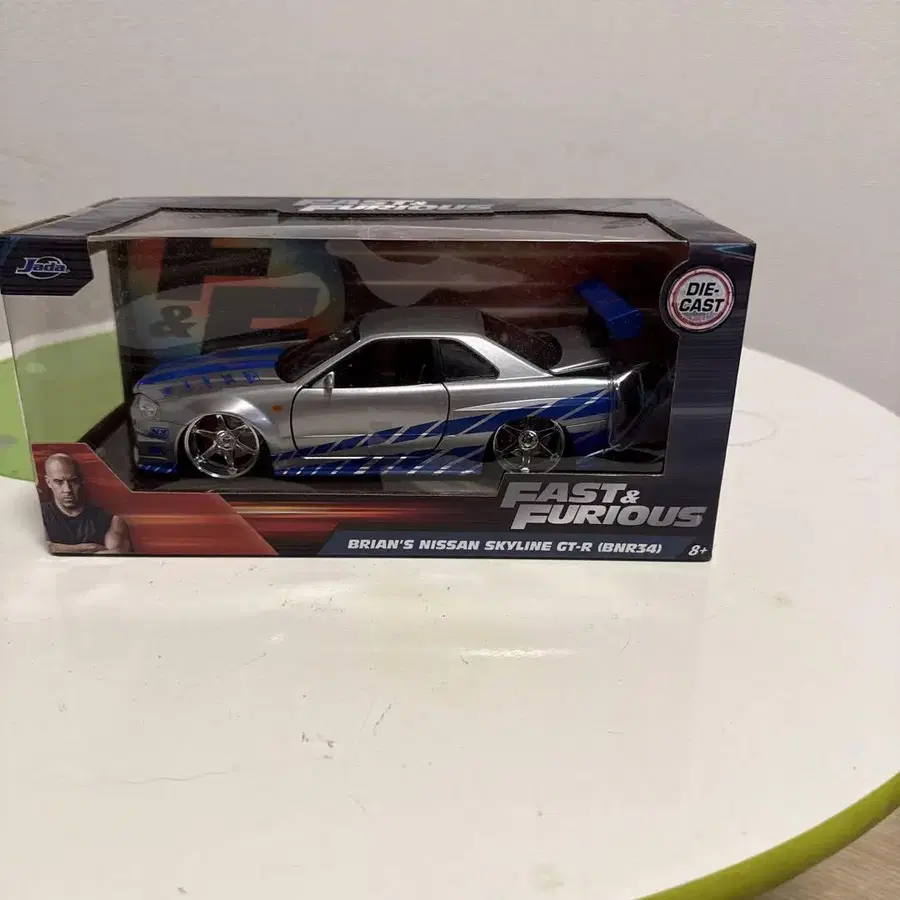 FAST &
FURIOUS
Jada
DIE-
CAST
F
&F
FAST &
FURIOUS
BRIAN'S NISSAN SKYLINE GT-R (BNR34)
8+